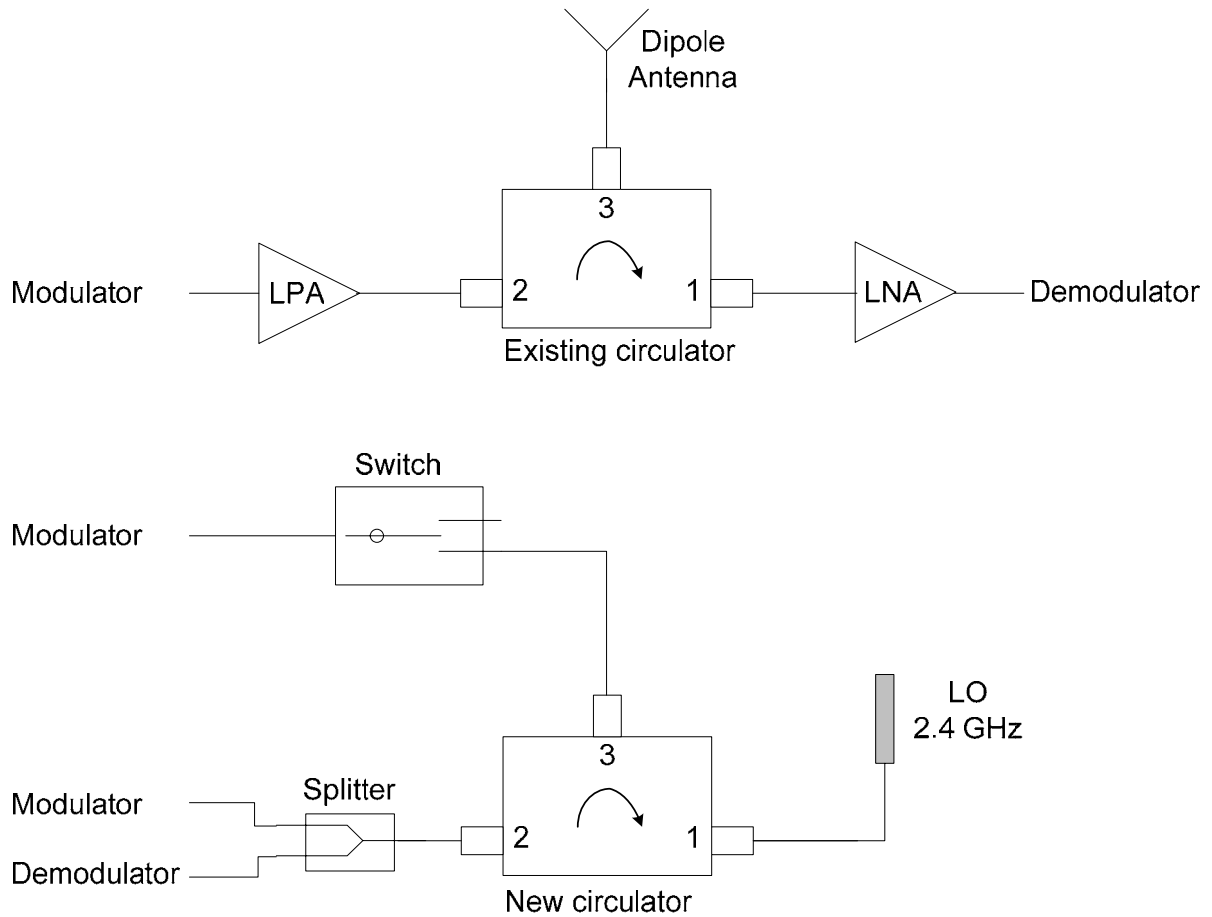 Dipole
Antenna
3
Modulator
LPA
2
1
LNA
Demodulator
Existing circulator
Switch
Modulator
LO
2.4 GHz
3
Splitter
Modulator
2
1
Demodulator
New circulator